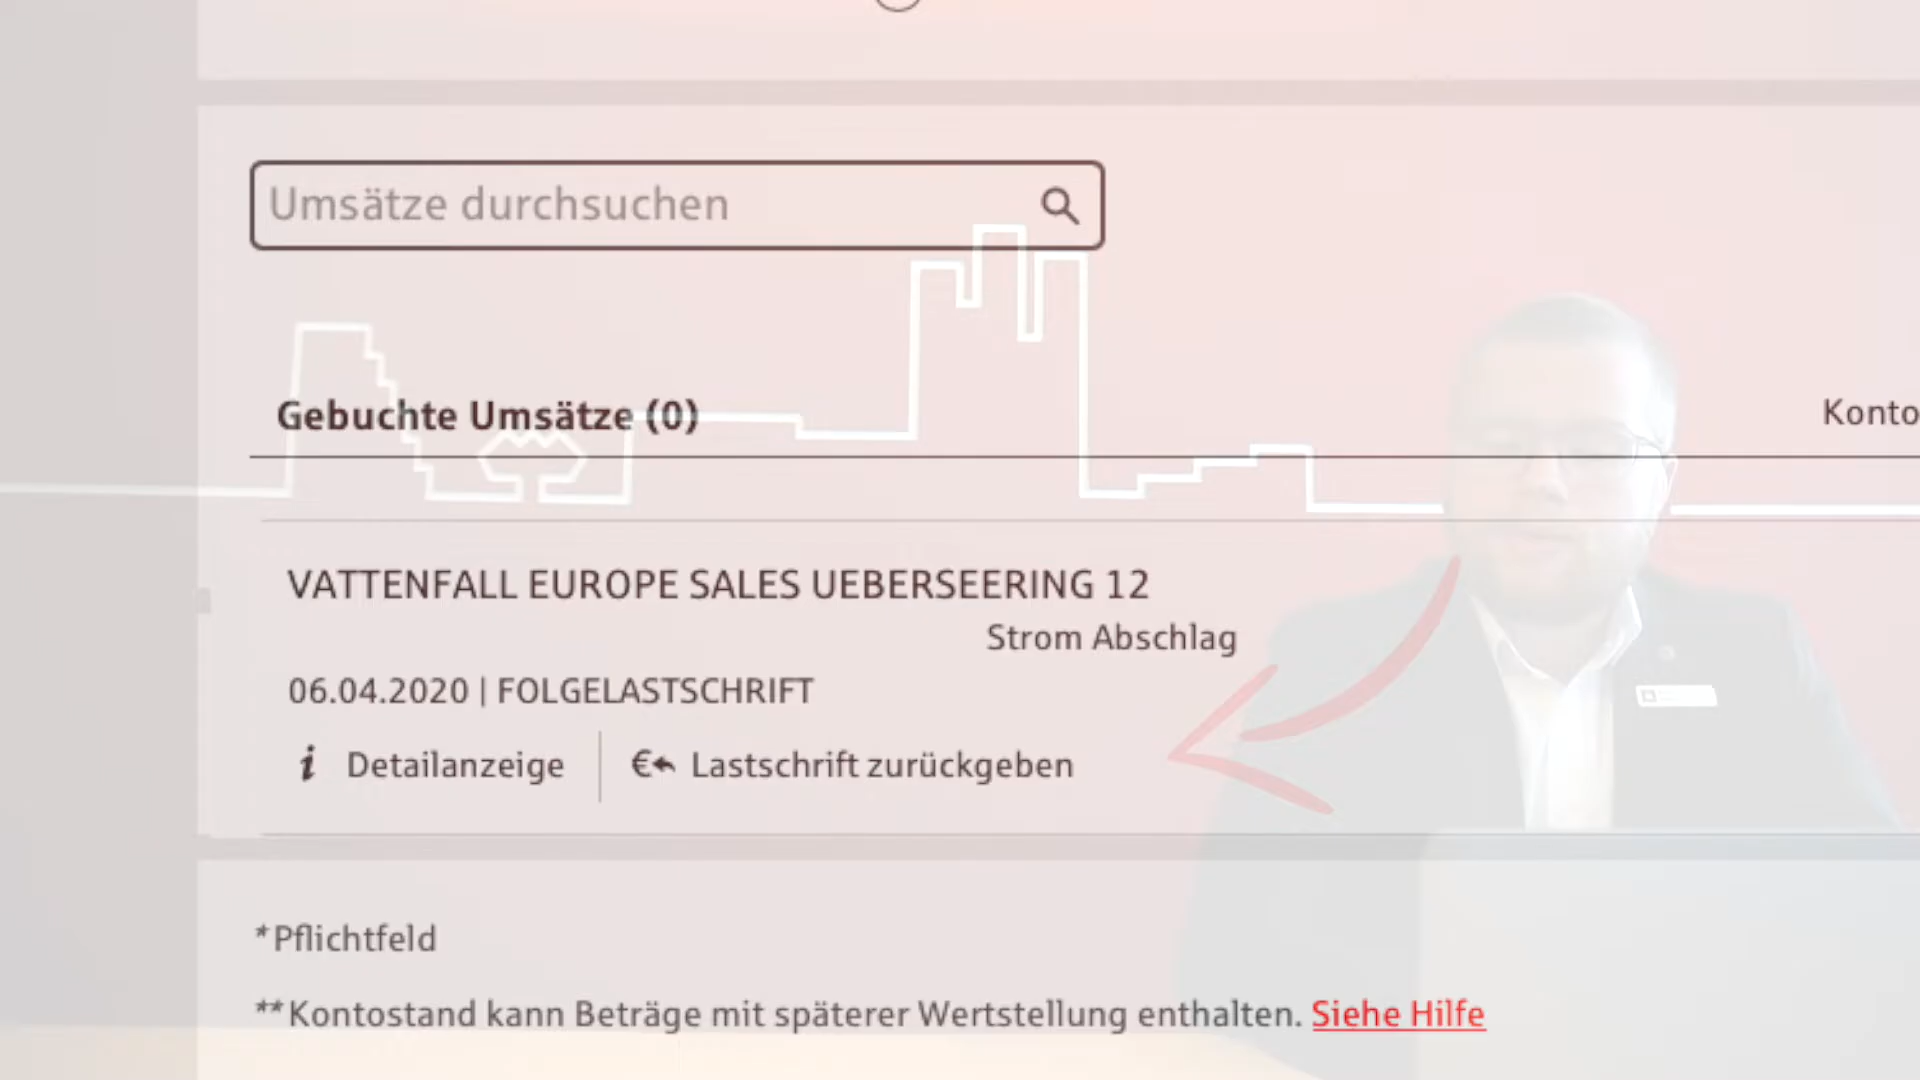 Umsätze durchsuchen
Gebuchte Umsätze (0)
Konto
VATTENFALL EUROPE SALES UEBERSEERING 12
Strom Abschlag
06.04.2020 | FOLGELASTSCHRIFT
i Detailanzeige
€ Lastschrift zurückgeben
*Pflichtfeld
**Kontostand kann Beträge mit späterer Wertstellung enthalten. Siehe Hilfe